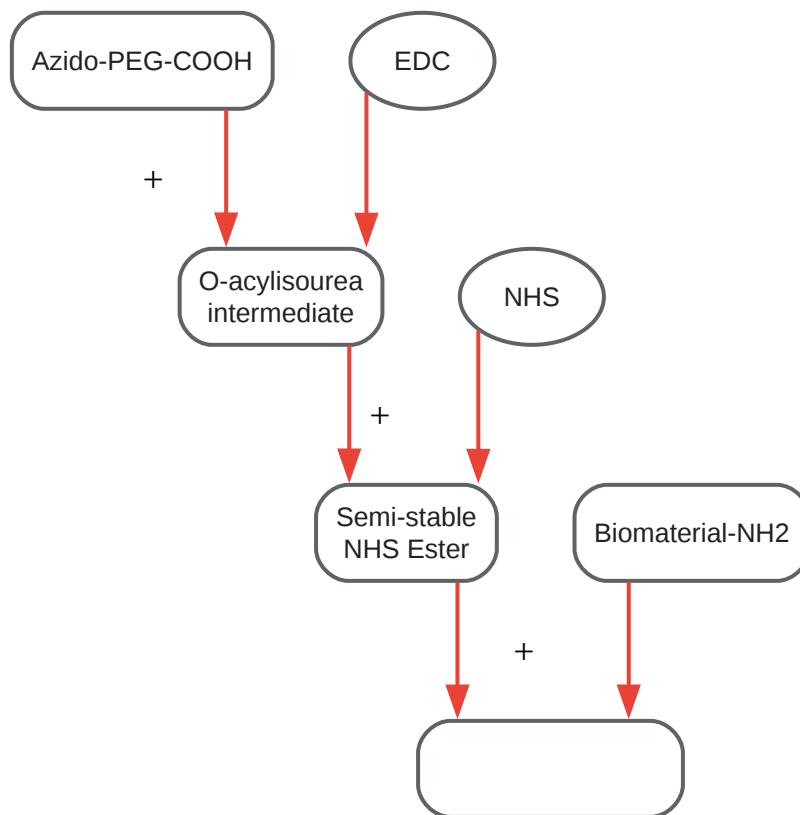 Azido-PEG-COOH
EDC
+
O-acylisourea
intermediate
NHS
+
Semi-stable
NHS Ester
Biomaterial-NH2
+